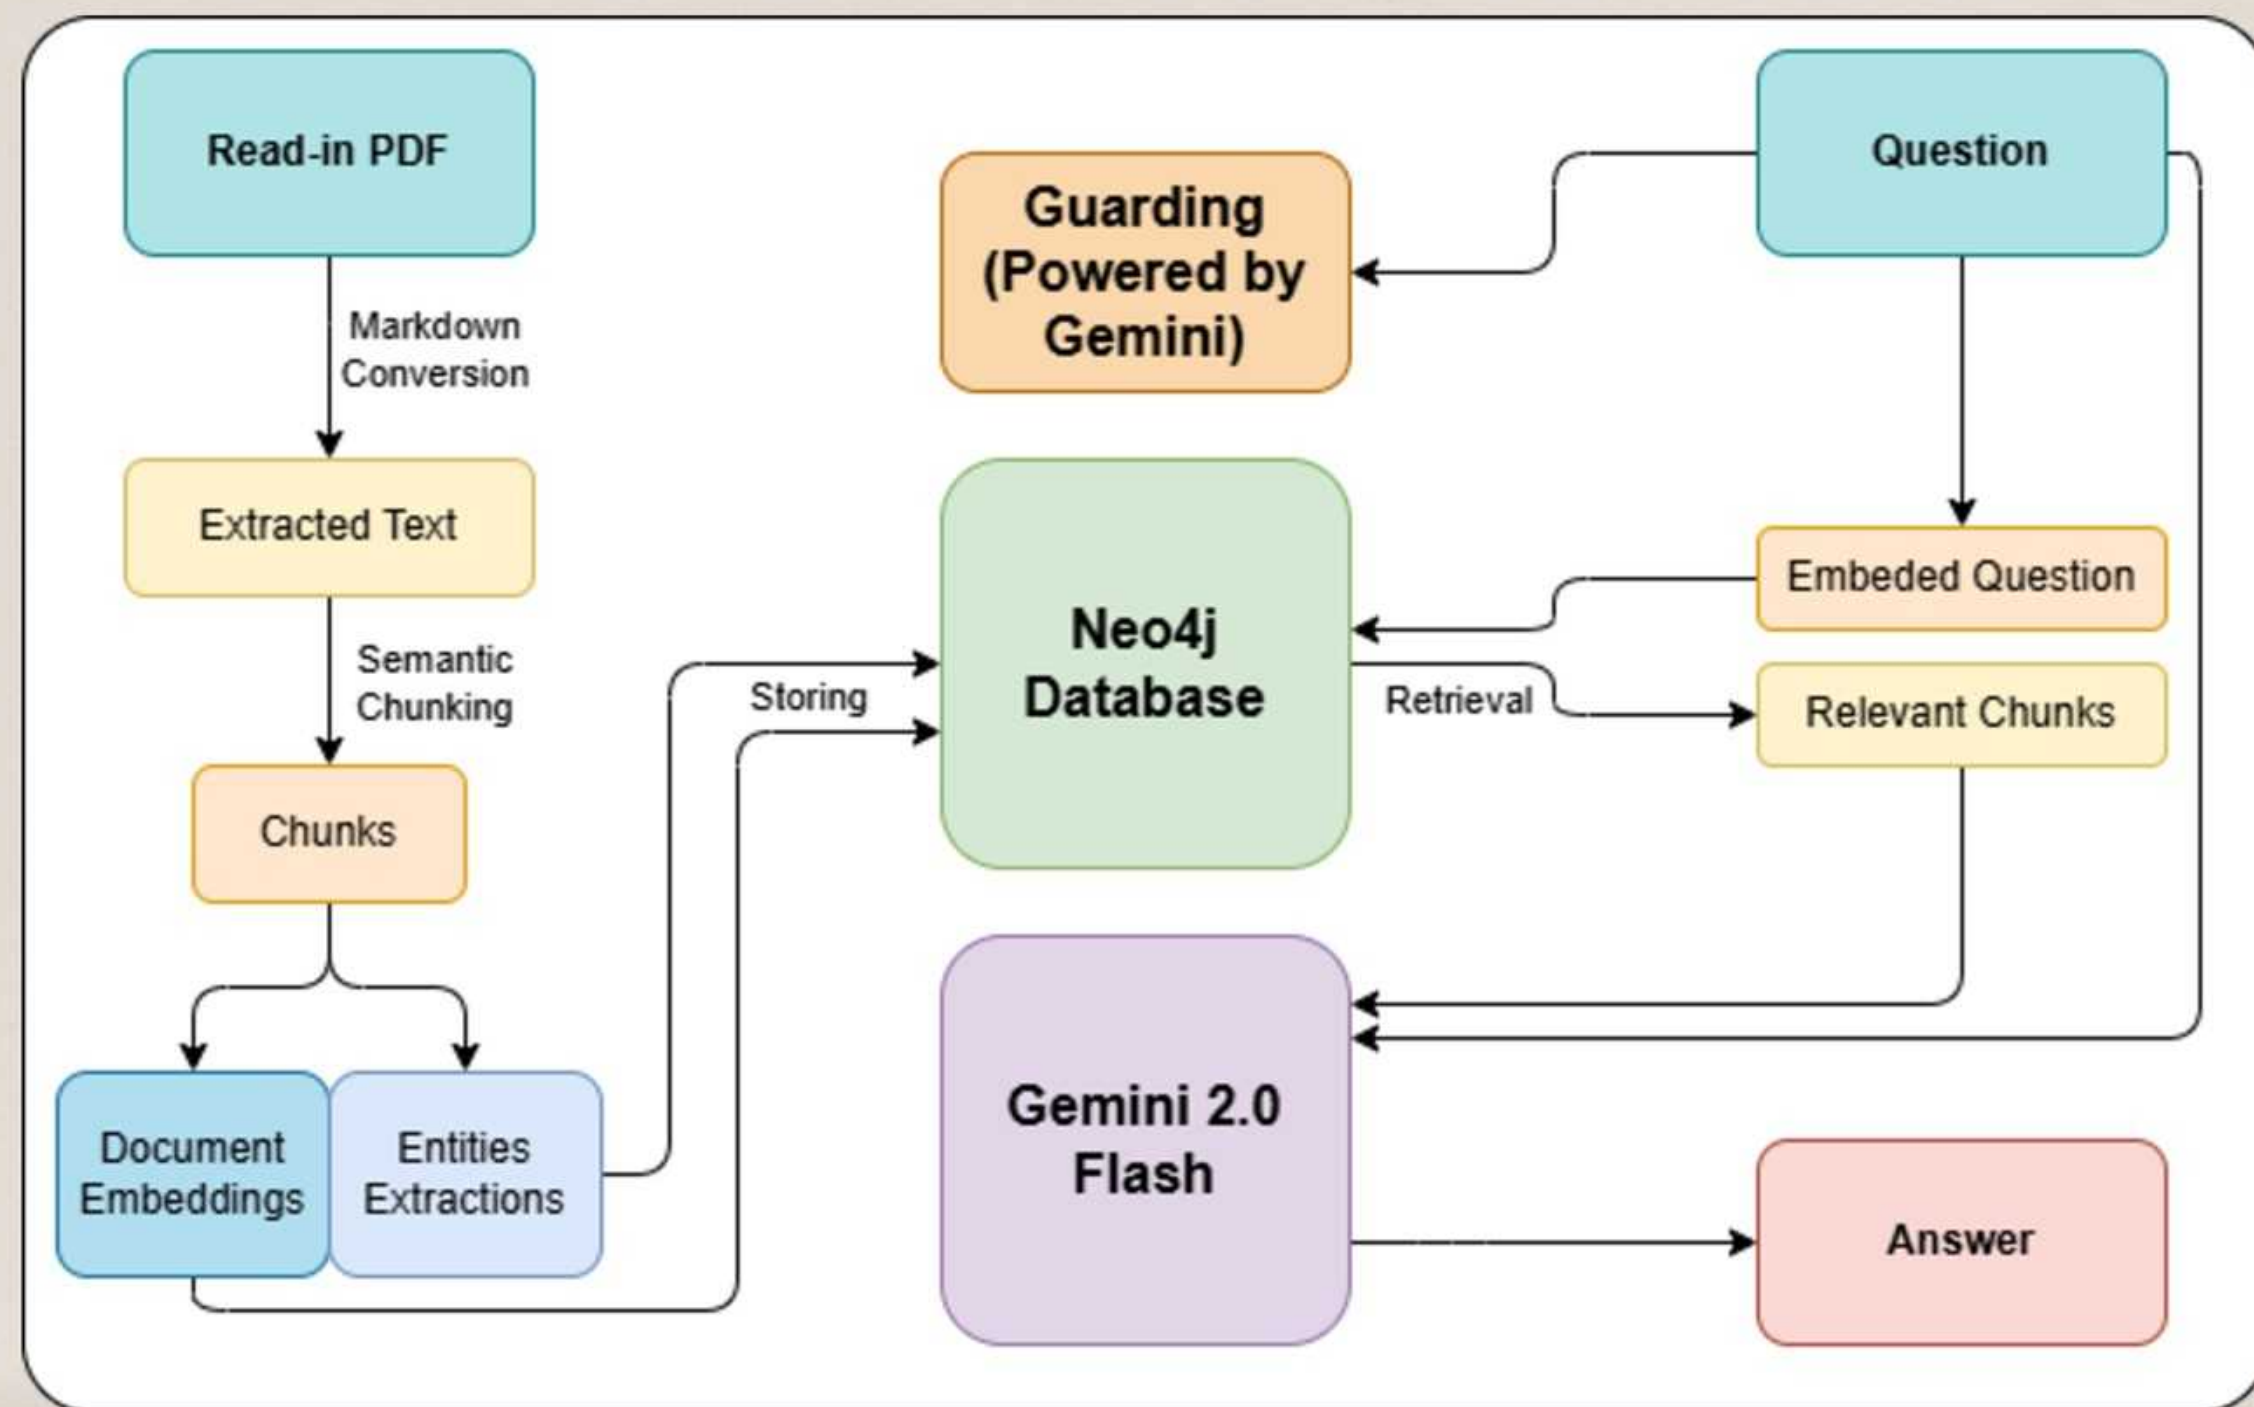 Read-in PDF
Markdown
Conversion
Extracted Text
Semantic
Chunking
Chunks
Document
Embeddings
Entities
Extractions
Storing
Guarding
(Powered by
Gemini)
Neo4j
Database
Retrieval
Gemini 2.0
Flash
Question
Embeded Question
Relevant Chunks
Answer